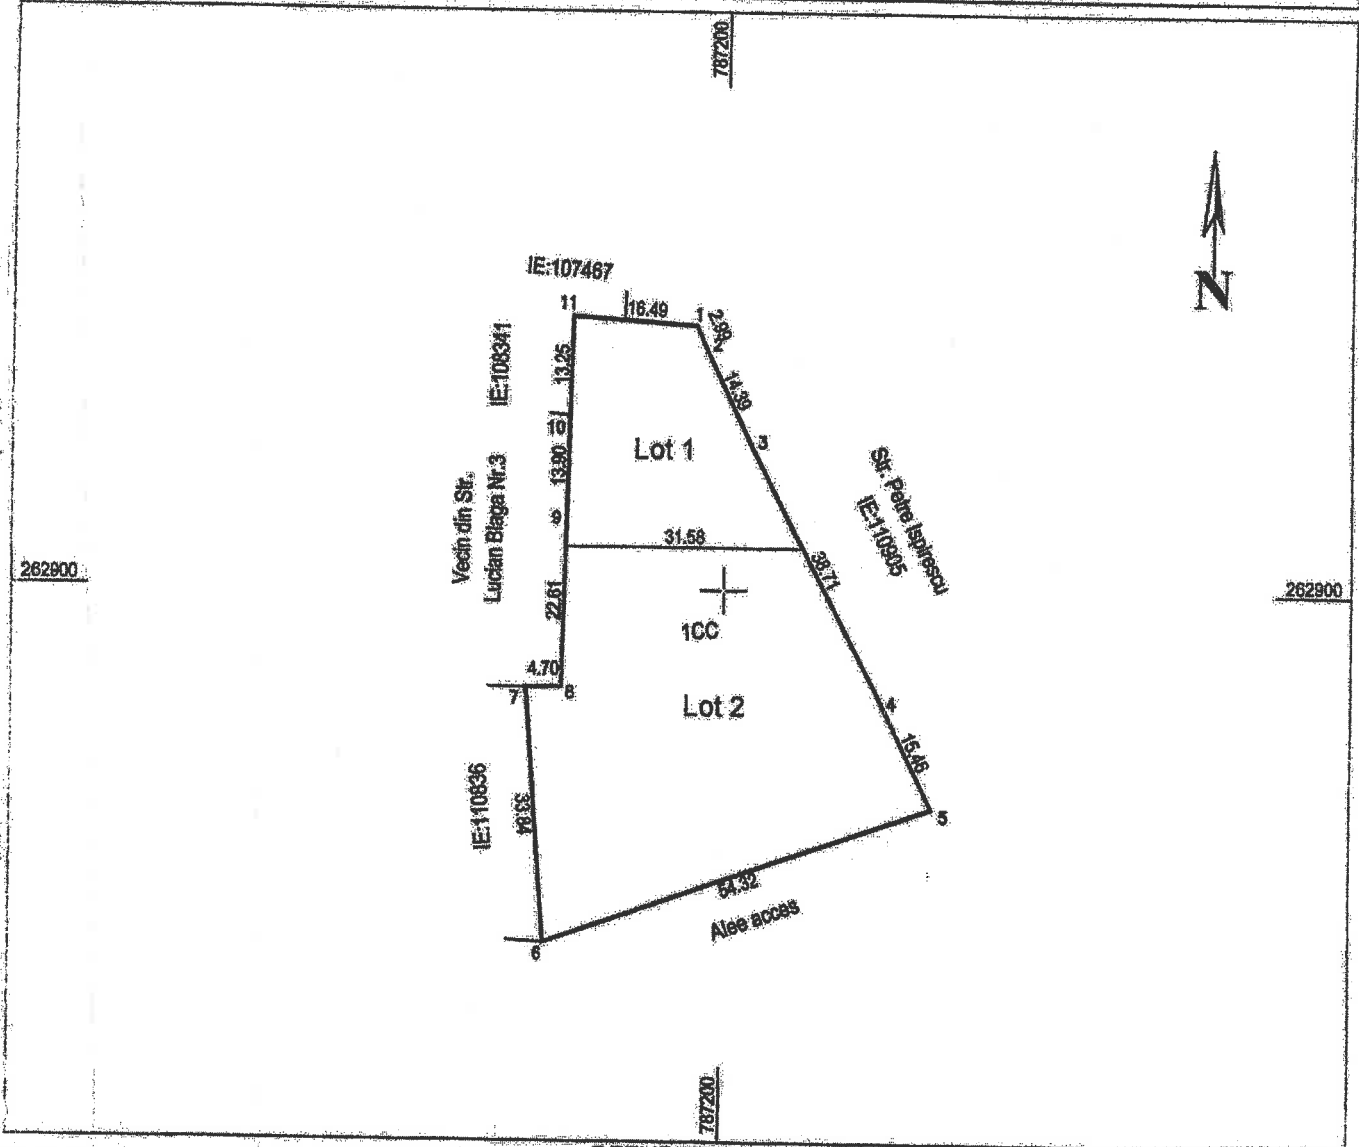 787200
N
IE:107467
11
16.49
1
2.99
2
IE:108341
13.25
14.39
10
3
Lot 1
13.90
Str. Petre Ispirescu
IE:110905
Vecin din Str.
Lucian Blaga Nr.3
9
31.58
38.71
262900
262900
22.61
1CC
4.70
7
8
Lot 2
4
15.46
IE:110836
33.84
5
54.32
Alee acces
6
787200